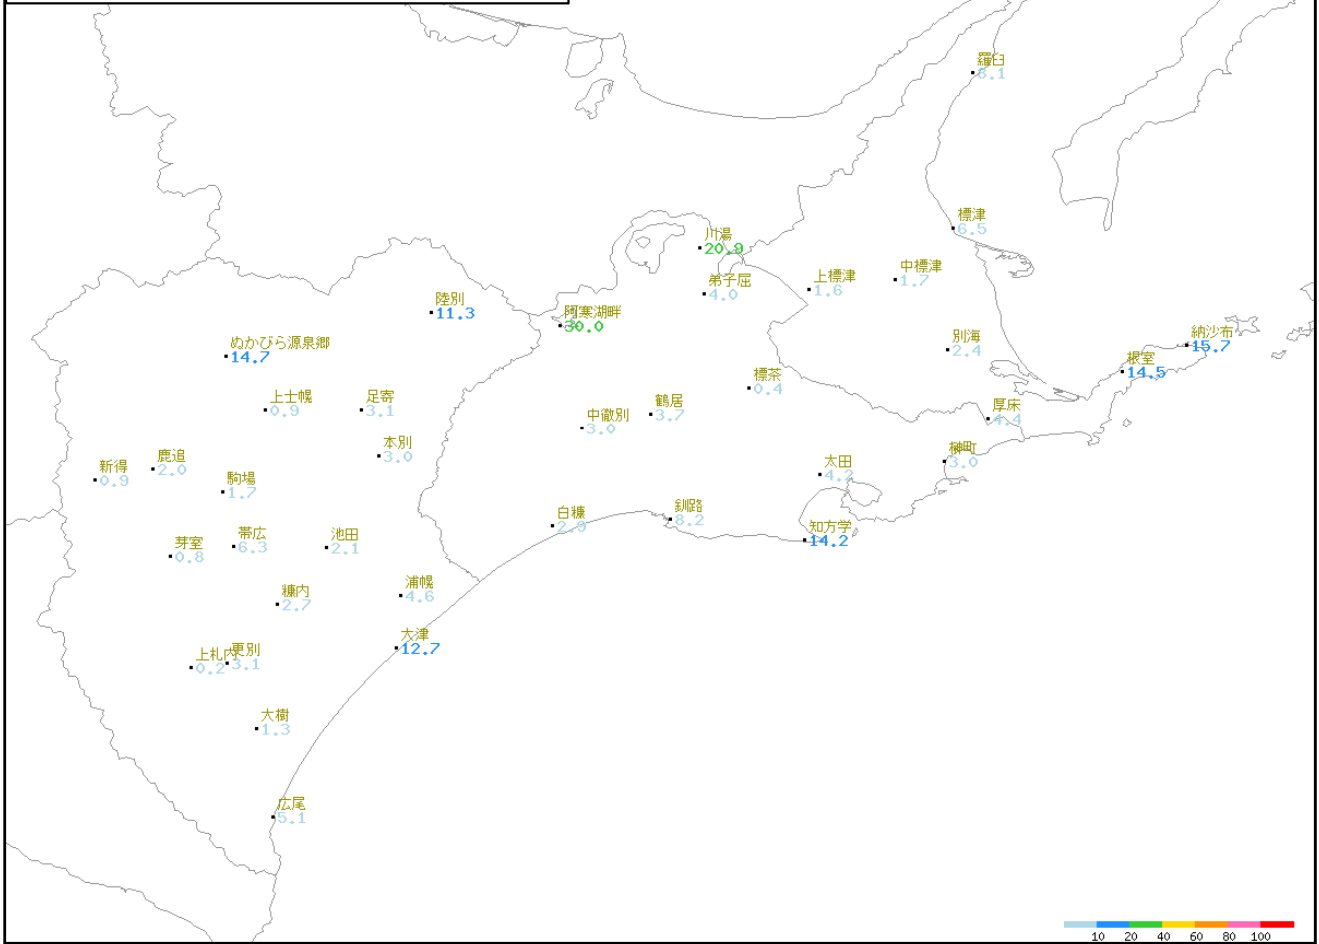 羅臼
8.1
標津
6.5
川湯
20.9
中標津
1.7
上標津
1.6
弟子屈
4.0
陸別
11.3
阿寒湖畔
30.0
納沙布
15.7
ぬかびら源泉郷
14.7
別海
2.4
根室
14.5
標茶
0.4
上士幌
0.9
足寄
3.1
鶴居
3.7
厚床
4.4
中徹別
3.0
本別
3.0
榊町
3.0
鹿追
2.0
新得
0.9
太田
4.2
駒場
1.7
釧路
8.2
白糠
2.9
知方学
14.2
帯広
6.3
池田
2.1
芽室
0.8
浦幌
4.6
糠内
2.7
大津
12.7
更別
3.1
上札内
0.2
大樹
1.3
広尾
5.1
10 20 40 60 80 100